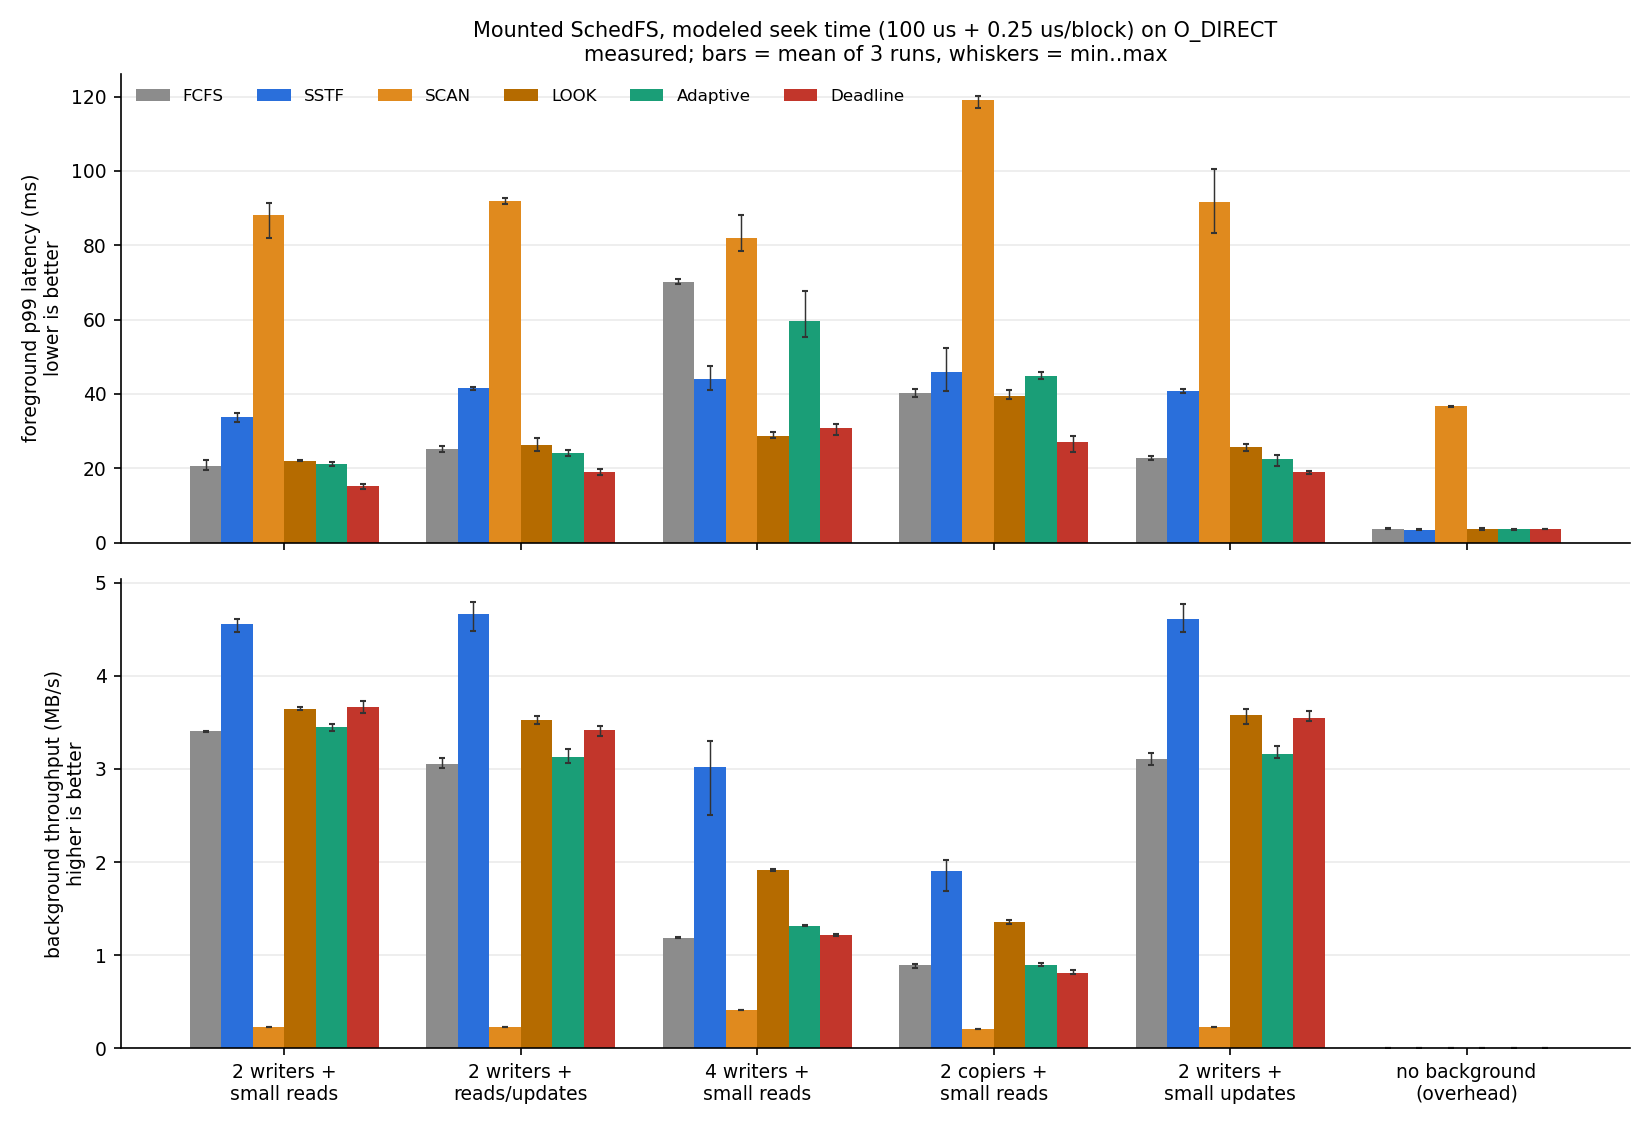 Mounted SchedFS, modeled seek time (100 us + 0.25 us/block) on O_DIRECT
measured; bars = mean of 3 runs, whiskers = min..max
FCFS SSTF SCAN LOOK Adaptive Deadline
foreground p99 latency (ms)
lower is better
120
100
80
60
40
20
0
background throughput (MB/s)
higher is better
5
4
3
2
1
0
2 writers +
small reads
2 writers +
reads/updates
4 writers +
small reads
2 copiers +
small reads
2 writers +
small updates
no background
(overhead)